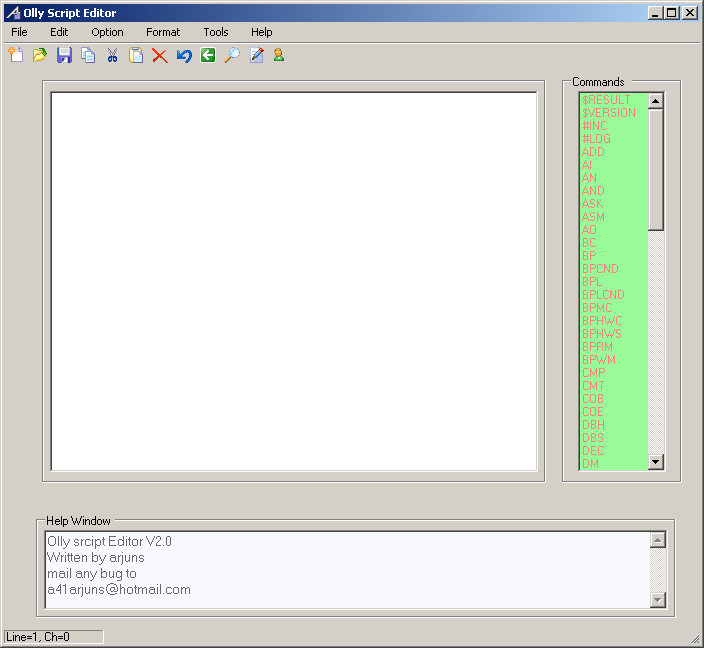 Olly Script Editor
File Edit Option Format Tools Help
Commands
$RESULT
$VERSION
#INC
#LOG
ADD
AI
AN
AND
ASK
ASM
AO
BC
BP
BPCND
BPL
BPLCND
BPMC
BPHWC
BPHWS
BPRM
BPWM
CMP
CMT
COB
COE
DBH
DBS
DEC
DM
Help Window
Olly srcipt Editor V2.0
Written by arjuns
mail any bug to
a41arjuns@hotmail.com
Line=1, Ch=0